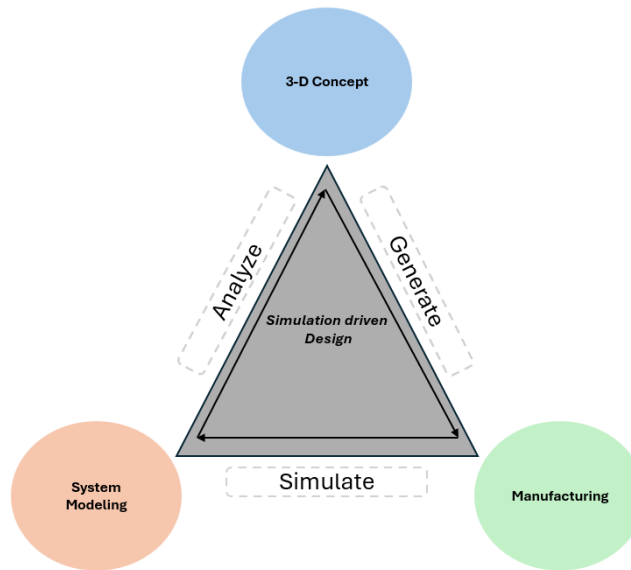 3-D Concept
Analyze
Generate
Simulation driven
Design
System
Modeling
Simulate
Manufacturing